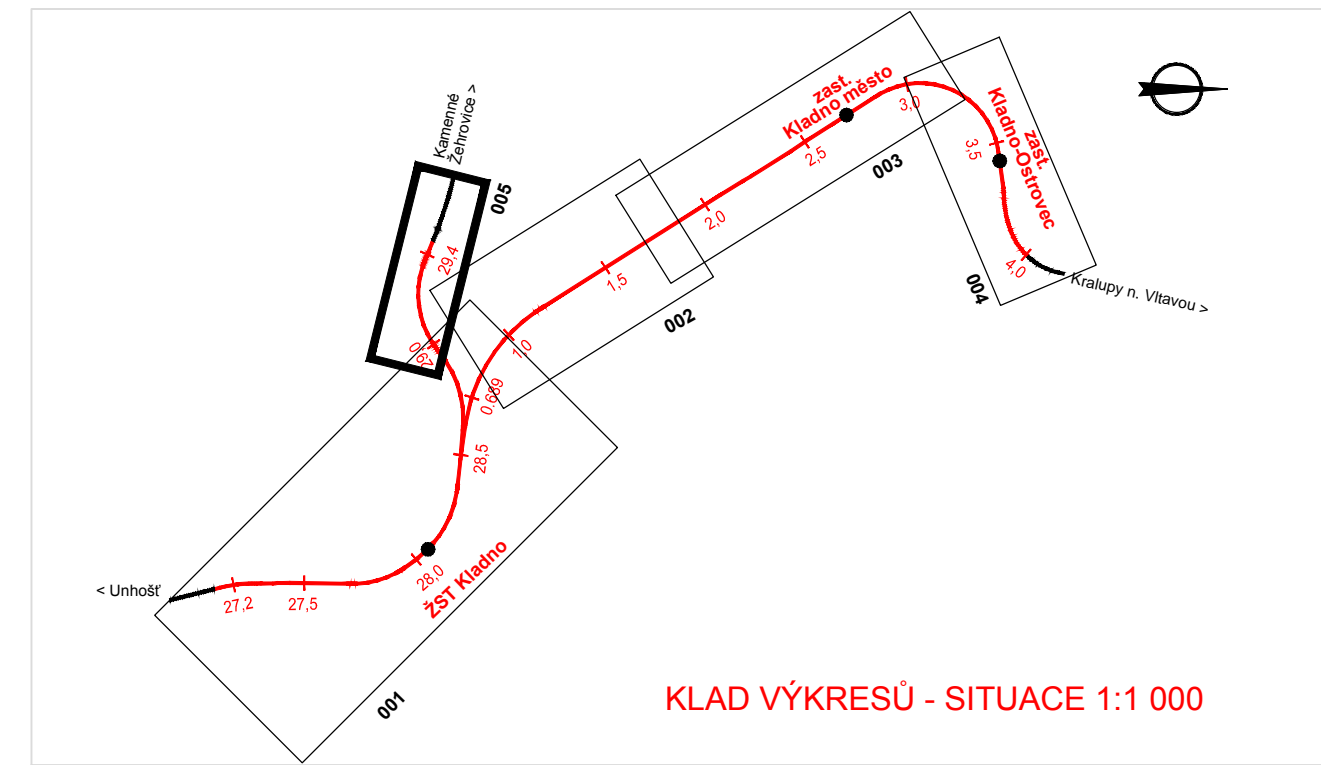 Kamenné
Žehrovice >
005
29,4
29,0
zast.
Kladno město
3,0
003
2,5
2,0
002
1,5
1,0
0.689
zast.
Kladno-Ostrovec
3,5
4,0
004
Kralupy n. Vltavou >
28,5
ŽST Kladno
28,0
< Unhošť
27,2
27,5
001
KLAD VÝKRESŮ - SITUACE 1:1 000